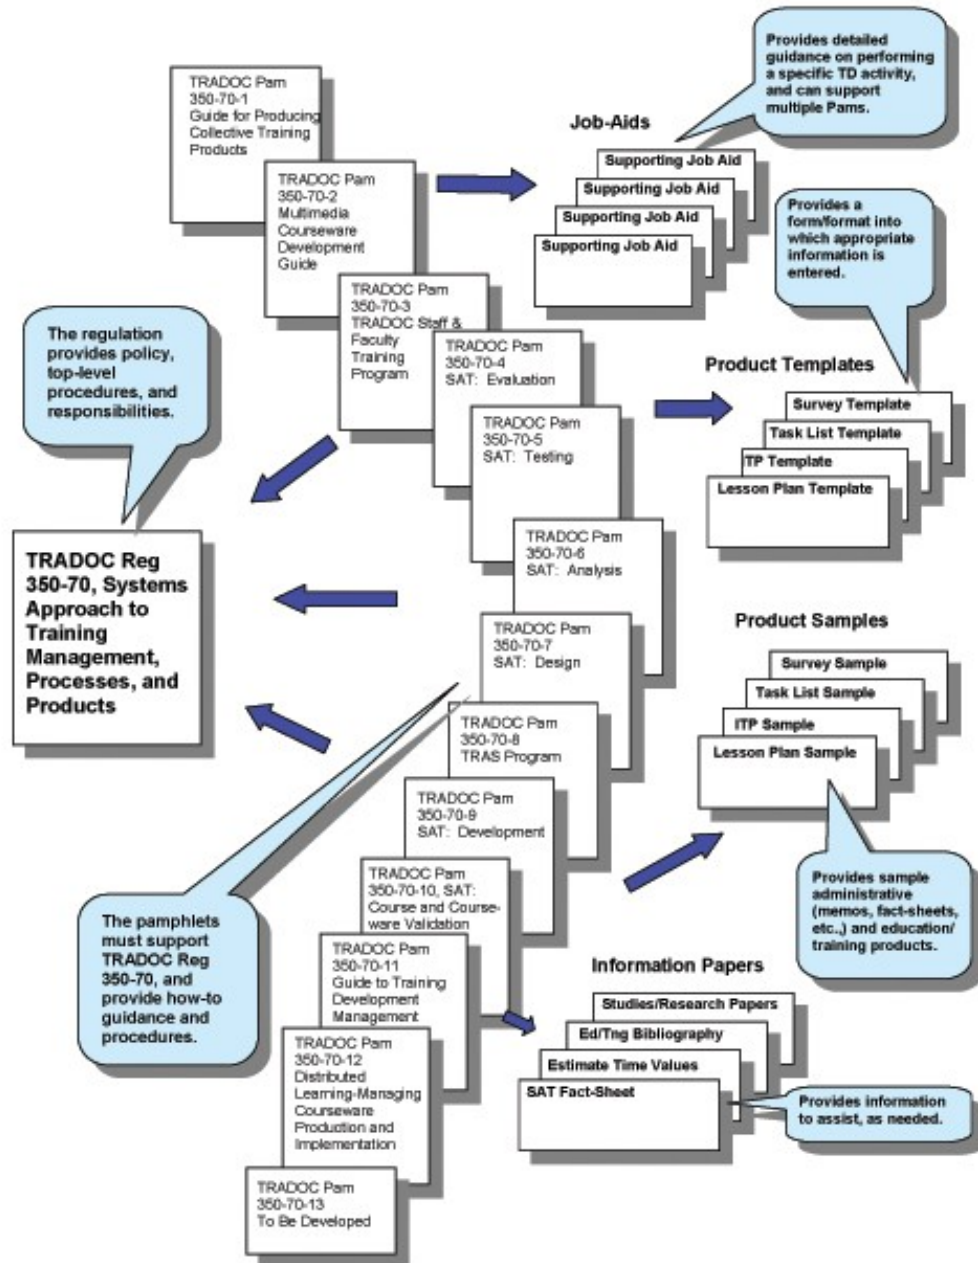 Provides detailed
guidance on performing
a specific TD activity,
and can support
multiple Pams.
TRADOC Pam
350-70-1
Guide for Producing
Collective Training
Products
Job-Aids
Supporting Job Aid
Supporting Job Aid
Supporting Job Aid
Supporting Job Aid
TRADOC Pam
350-70-2
Multimedia
Courseware
Development
Guide
Provides a
form/format into
which appropriate
information is
entered.
TRADOC Pam
350-70-3
TRADOC Staff &
Faculty
Training
Program
The regulation
provides policy,
top-level
procedures, and
responsibilities.
TRADOC Pam
350-70-4
SAT: Evaluation
Product Templates
Survey Template
Task List Template
ITP Template
Lesson Plan Template
TRADOC Pam
350-70-5
SAT: Testing
TRADOC Reg
350-70, Systems
Approach to
Training
Management,
Processes, and
Products
TRADOC Pam
350-70-6
SAT: Analysis
TRADOC Pam
350-70-7
SAT: Design
Product Samples
Survey Sample
Task List Sample
ITP Sample
Lesson Plan Sample
TRADOC Pam
350-70-8
TRAS Program
TRADOC Pam
350-70-9
SAT: Development
TRADOC Pam
350-70-10, SAT:
Course and Course-
ware Validation
Provides sample
administrative
(memos, fact-sheets,
etc.,) and education/
training products.
The pamphlets
must support
TRADOC Reg
350-70, and
provide how-to
guidance and
procedures.
TRADOC Pam
350-70-11
Guide to Training
Development
Management
Information Papers
Studies/Research Papers
Ed/Tng Bibliography
Estimate Time Values
SAT Fact-Sheet
TRADOC Pam
350-70-12
Distributed
Learning-Managing
Courseware
Production and
Implementation
Provides information
to assist, as needed.
TRADOC Pam
350-70-13
To Be Developed